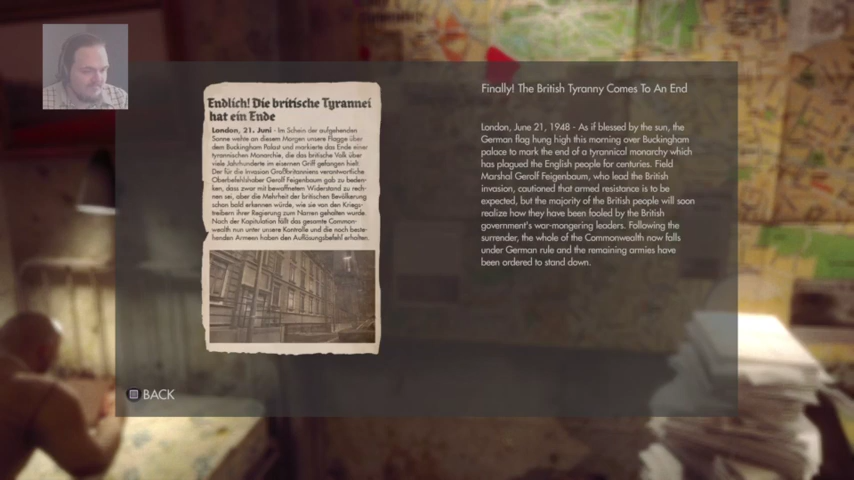 Endlich! Die britische Tyrannei
hat ein Ende
London, 21. Juni - Im Schein der aufgehenden
Sonne wehte an diesem Morgen unsere Flagge über
dem Buckingham Palast und markierte das Ende einer
tyrannischen Monarchie, die das britische Volk über
viele Jahrhunderte im eisernen Griff gefangen hielt.
Der für die Invasion Großbritanniens verantwortliche
Oberbefehlshaber Gerolf Feigenbaum gab zu beden-
ken, dass zwar mit bewaffnetem Widerstand zu rech-
nen sei, aber die Mehrheit der britischen Bevölkerung
schon bald erkennen würde, wie sie von den Kriegs-
treibern ihrer Regierung zum Narren gehalten wurde.
Nach der Kapitulation fällt das gesamte Common-
wealth nun unter unsere Kontrolle und die noch beste-
henden Armeen haben den Auflösungsbefehl erhalten.
Finally! The British Tyranny Comes To An End
London, June 21, 1948 - As if blessed by the sun, the
German flag hung high this morning over Buckingham
palace to mark the end of a tyrannical monarchy which
has plagued the English people for centuries. Field
Marshal Gerolf Feigenbaum, who lead the British
invasion, cautioned that armed resistance is to be
expected, but the majority of the British people will soon
realize how they have been fooled by the British
government's war-mongering leaders. Following the
surrender, the whole of the Commonwealth now falls
under German rule and the remaining armies have
been ordered to stand down.
BACK